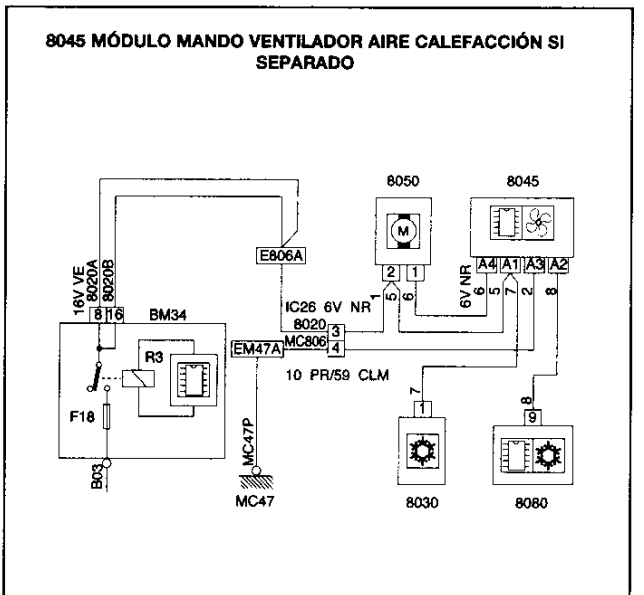 8045 MÓDULO MANDO VENTILADOR AIRE CALEFACCIÓN SI
SEPARADO
8050
8045
M
E806A
2 1
A4 A1 A3 A2
16V VE
8020A
8020B
6V NR
1 5 6
6 5 7 2 8
IC26 6V NR
8 16
BM34
8020
3
MC806
EM47A
4
R3
10 PR/59 CLM
F18
7
8
1
9
MC47P
B03
MC47
8030
8080